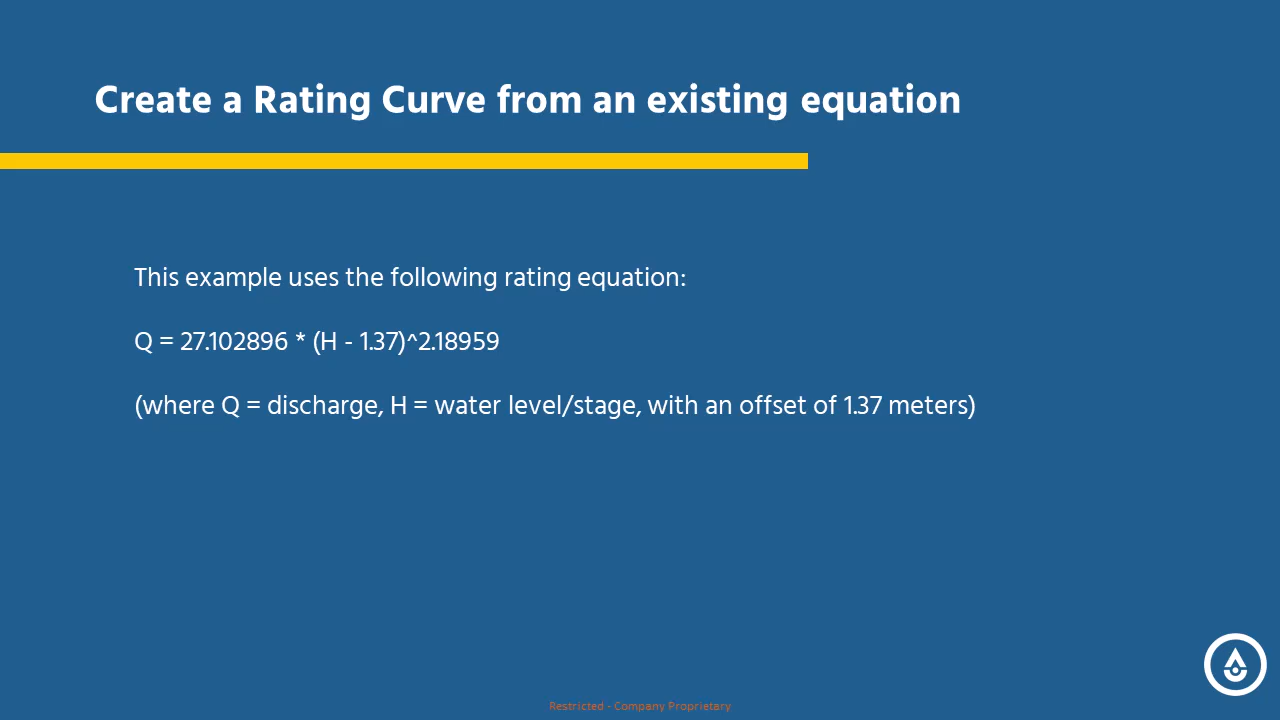 Create a Rating Curve from an existing equation
This example uses the following rating equation:
Q = 27.102896 * (H - 1.37)^2.18959
(where Q = discharge, H = water level/stage, with an offset of 1.37 meters)
Restricted - Company Proprietary